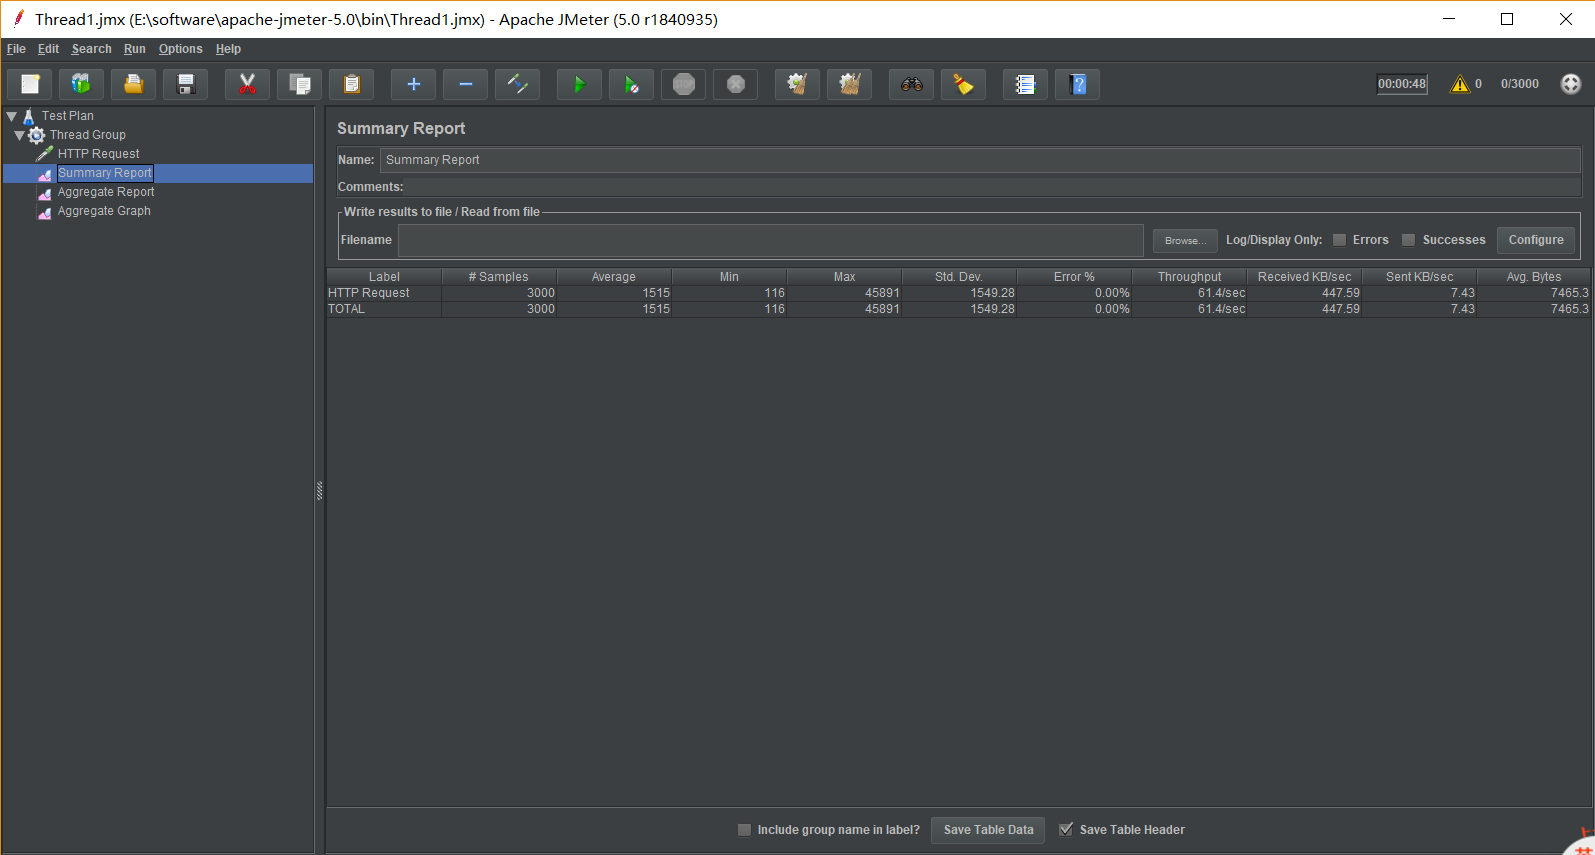 Thread1.jmx (E:\software\apache-jmeter-5.0\bin\Thread1.jmx) - Apache JMeter (5.0 r1840935)
File Edit Search Run Options Help
00:00:48 0 0/3000
Test Plan
Thread Group
HTTP Request
Summary Report
Aggregate Report
Aggregate Graph
Summary Report
Name: Summary Report
Comments:
Write results to file / Read from file
Filename Browse... Log/Display Only: Errors Successes Configure
Label # Samples Average Min Max Std. Dev. Error % Throughput Received KB/sec Sent KB/sec Avg. Bytes
HTTP Request 3000 1515 116 45891 1549.28 0.00% 61.4/sec 447.59 7.43 7465.3
TOTAL 3000 1515 116 45891 1549.28 0.00% 61.4/sec 447.59 7.43 7465.3
Include group name in label? Save Table Data Save Table Header